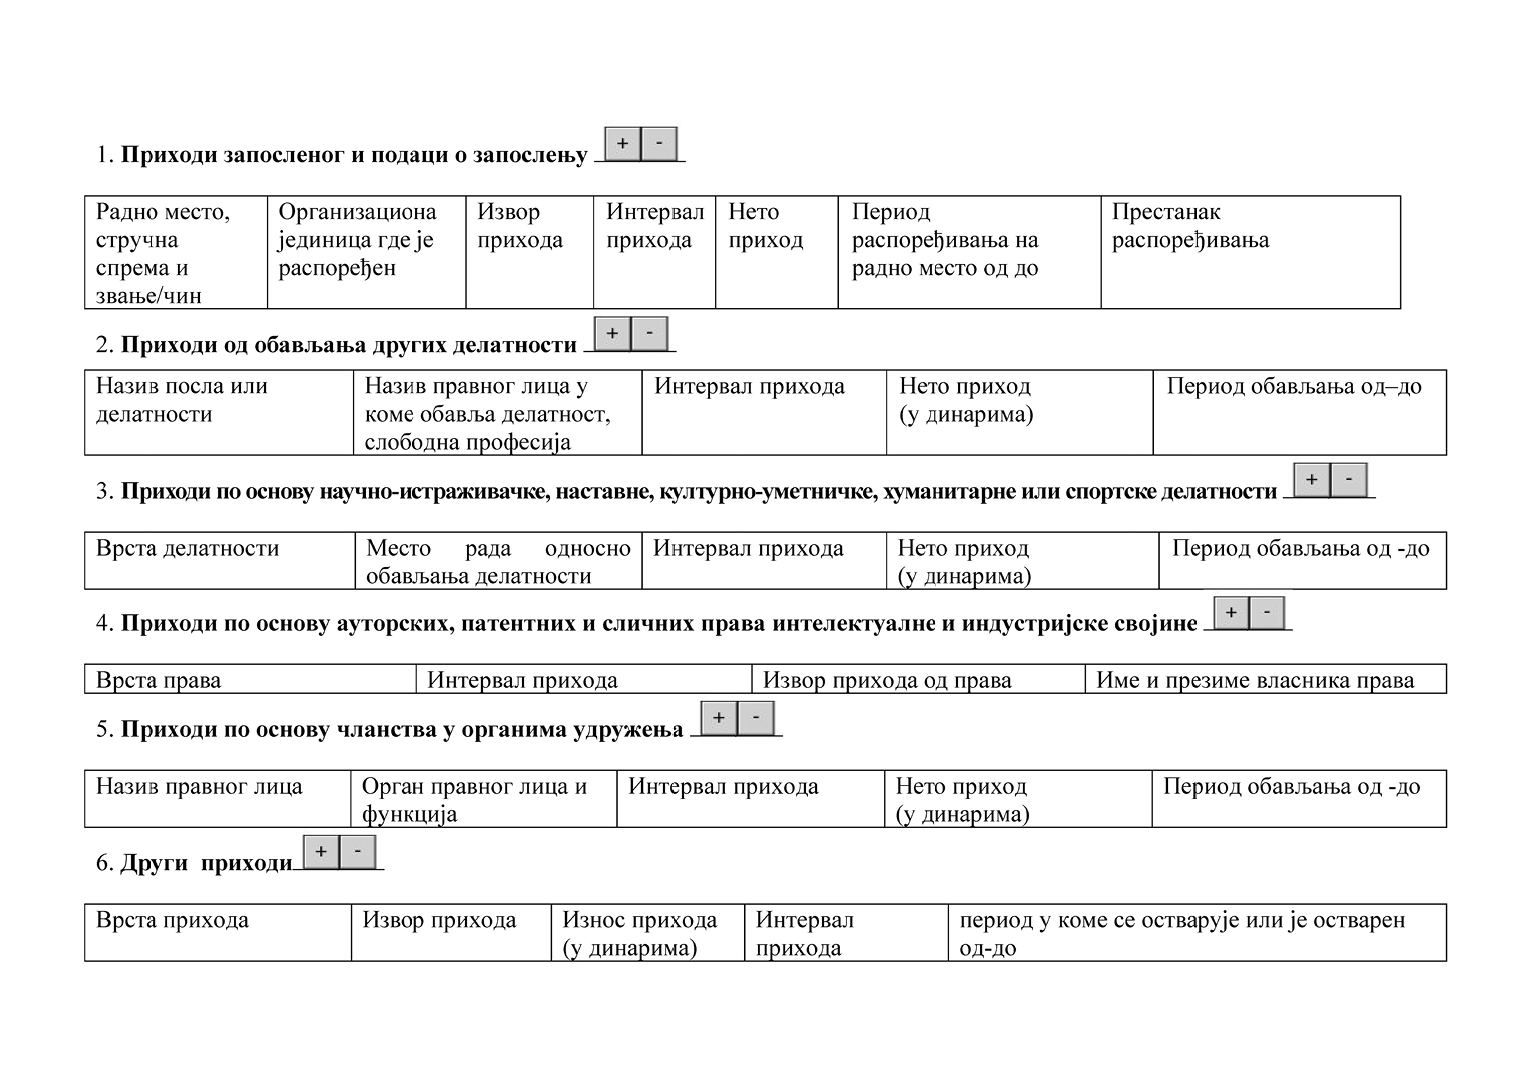 1. Приходи запосленог и подаци о запослењу + -
Радно место, стручна спрема и звање/чин | Организациона јединица где је распоређен | Извор прихода | Интервал прихода | Нето приход | Период распоређивања на радно место од до | Престанак распоређивања
2. Приходи од обављања других делатности + -
Назив посла или делатности | Назив правног лица у коме обавља делатност, слободна професија | Интервал прихода | Нето приход (у динарима) | Период обављања од–до
3. Приходи по основу научно-истраживачке, наставне, културно-уметничке, хуманитарне или спортске делатности + -
Врста делатности | Место рада односно обављања делатности | Интервал прихода | Нето приход (у динарима) | Период обављања од -до
4. Приходи по основу ауторских, патентних и сличних права интелектуалне и индустријске својине + -
Врста права | Интервал прихода | Извор прихода од права | Име и презиме власника права
5. Приходи по основу чланства у органима удружења + -
Назив правног лица | Орган правног лица и функција | Интервал прихода | Нето приход (у динарима) | Период обављања од -до
6. Други приходи + -
Врста прихода | Извор прихода | Износ прихода (у динарима) | Интервал прихода | период у коме се остварује или је остварен од-до